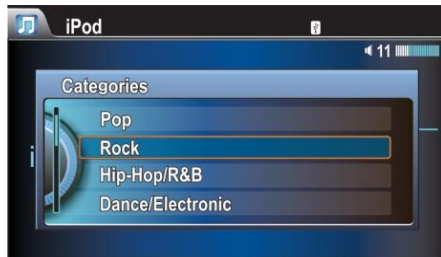 iPod
11
Categories
Pop
Rock
Hip-Hop/R&B
Dance/Electronic
i